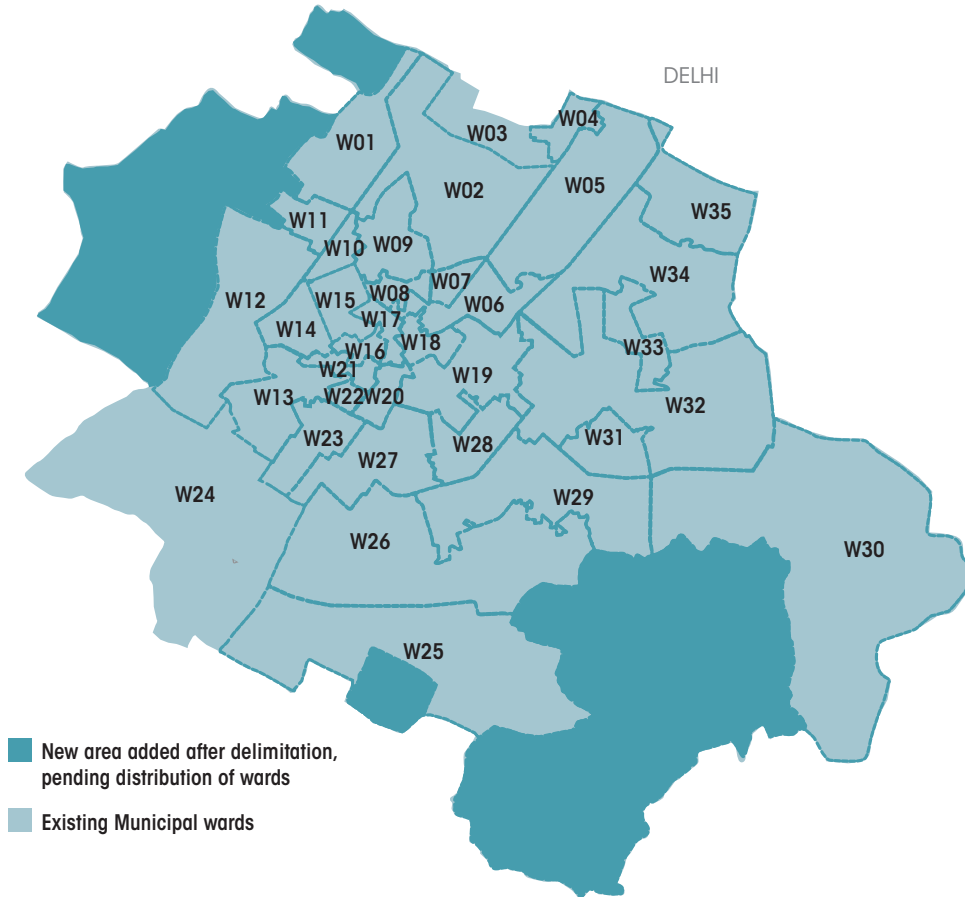 DELHI
W04
W03
W01
W05
W02
W35
W11
W10
W09
W34
W07
W08
W12
W15
W06
W17
W14
W18
W33
W16
W21
W19
W13
W22
W20
W32
W23
W31
W28
W27
W24
W29
W26
W30
W25
New area added after delimitation,
pending distribution of wards
Existing Municipal wards